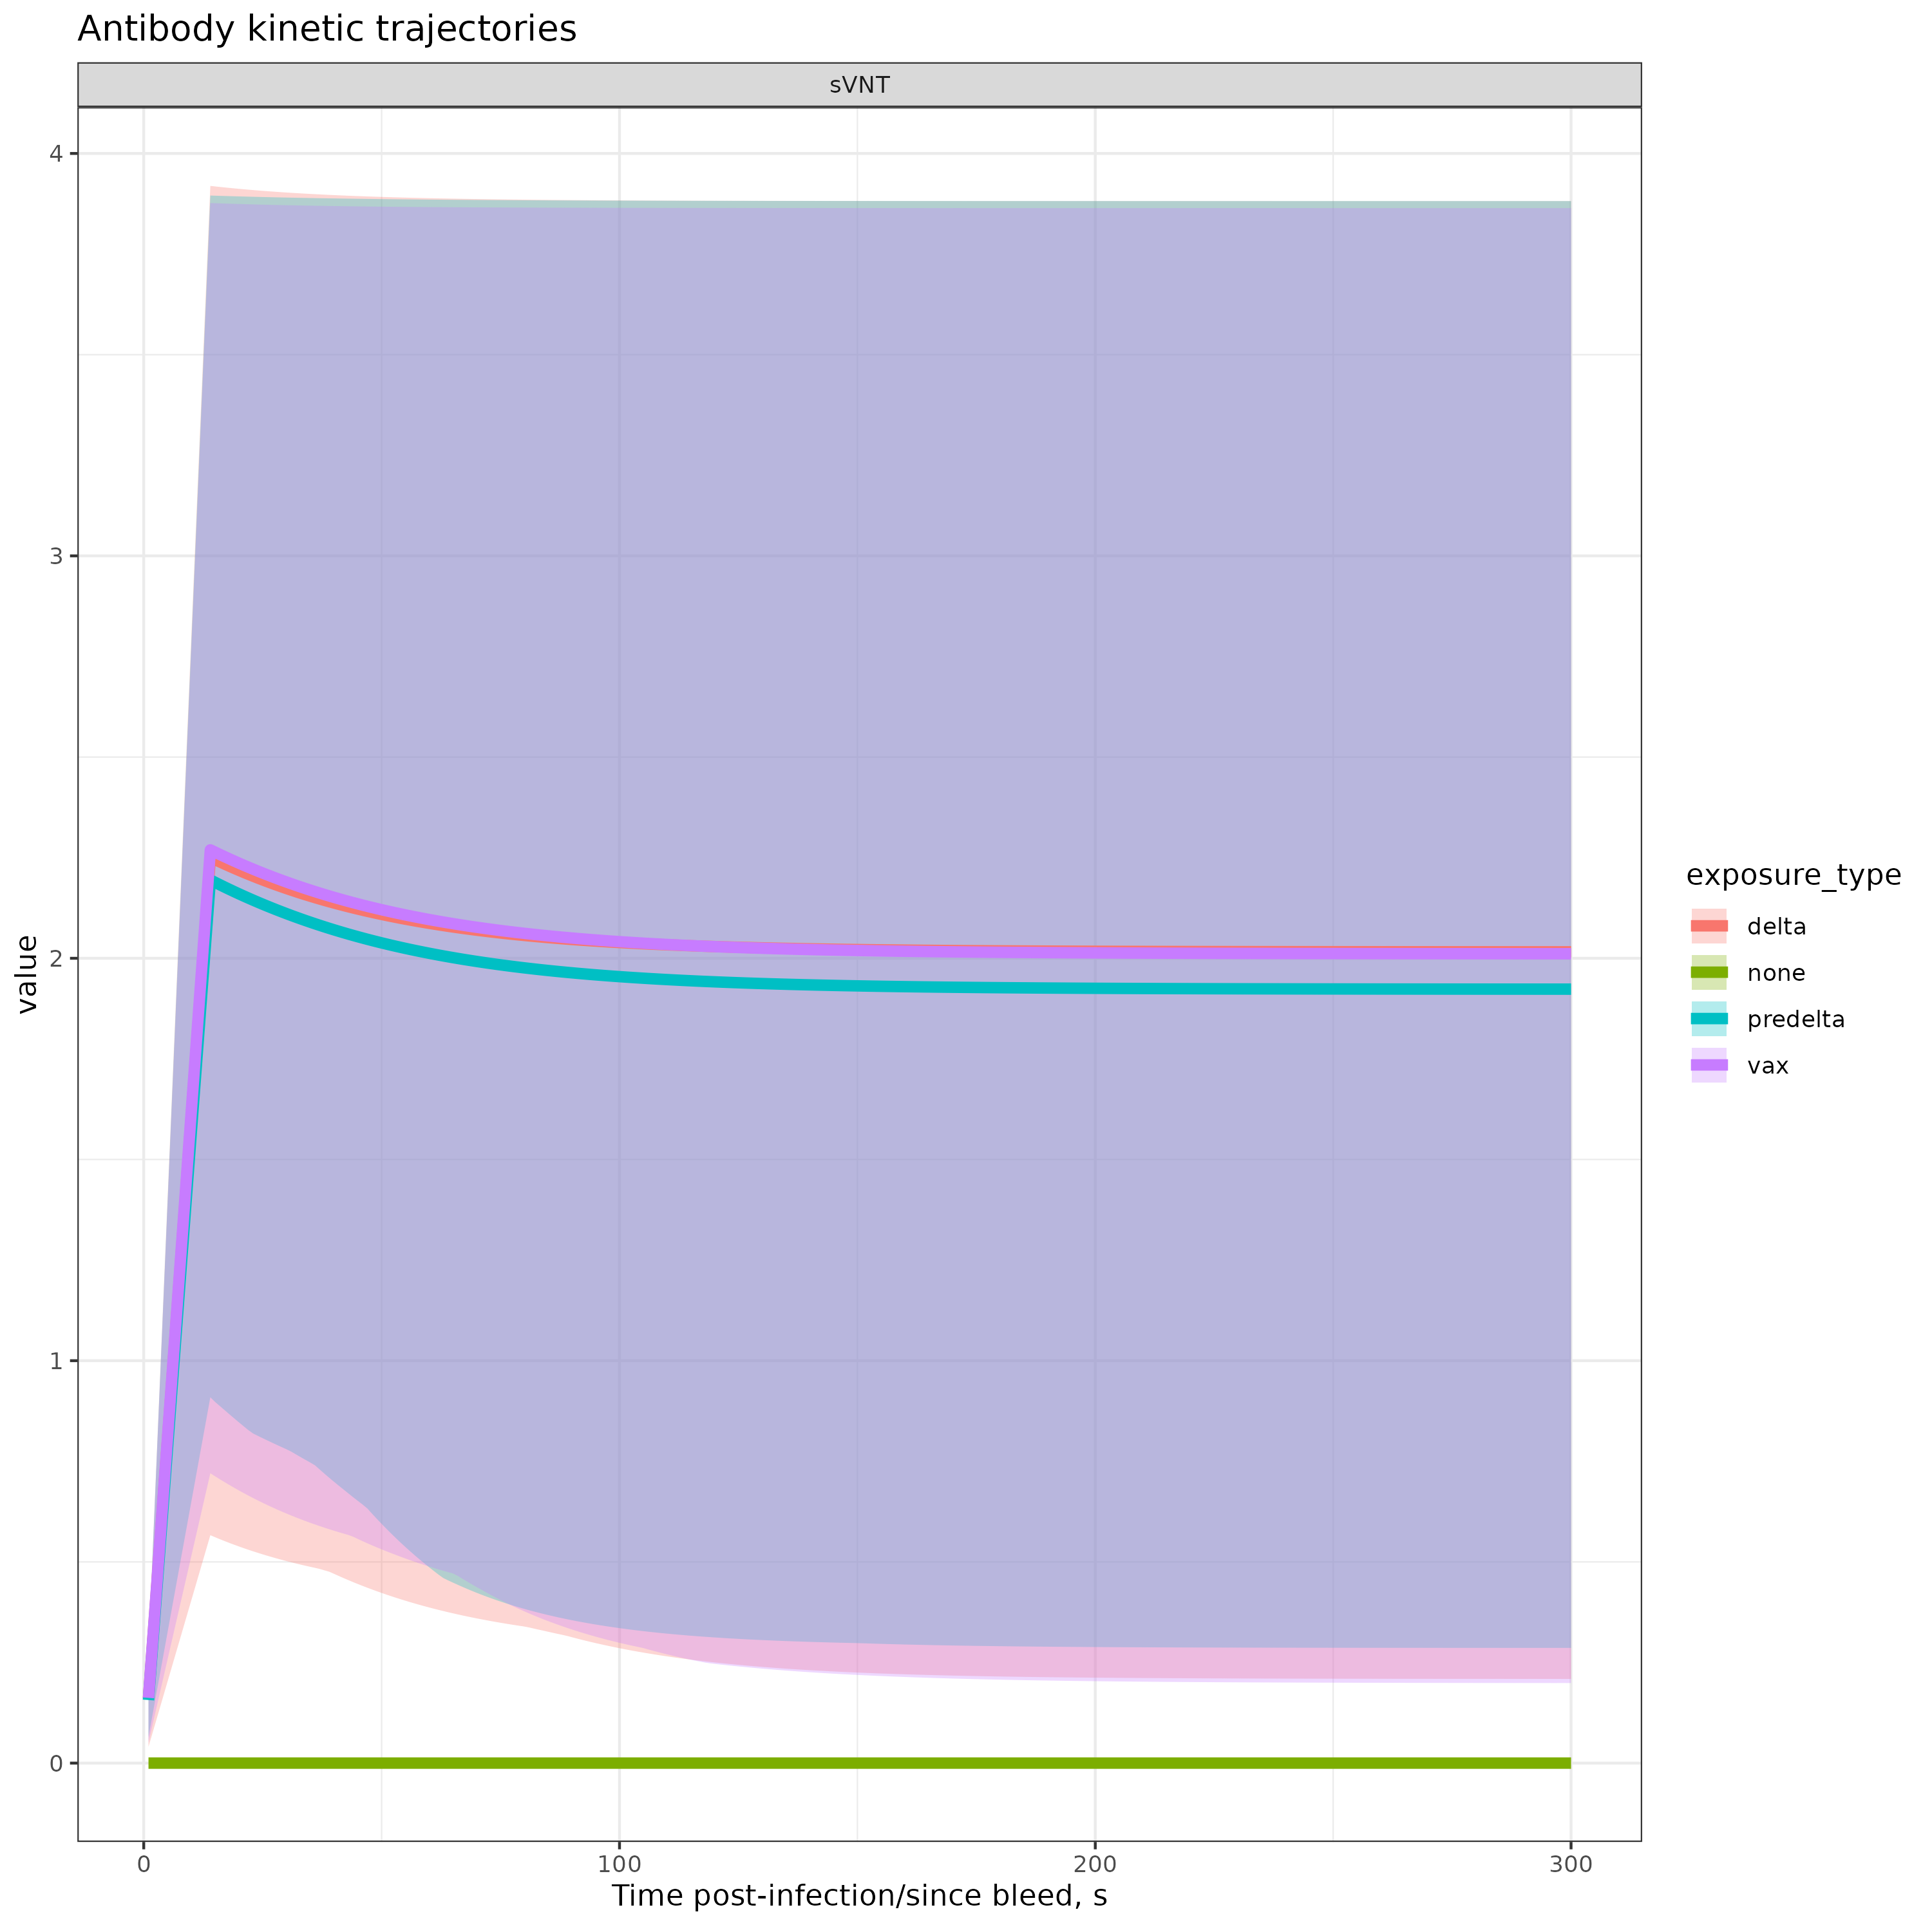 Antibody kinetic trajectories
sVNT
4
3
2
1
0
value
0 100 200 300
Time post-infection/since bleed, s
exposure_type
delta
none
predelta
vax